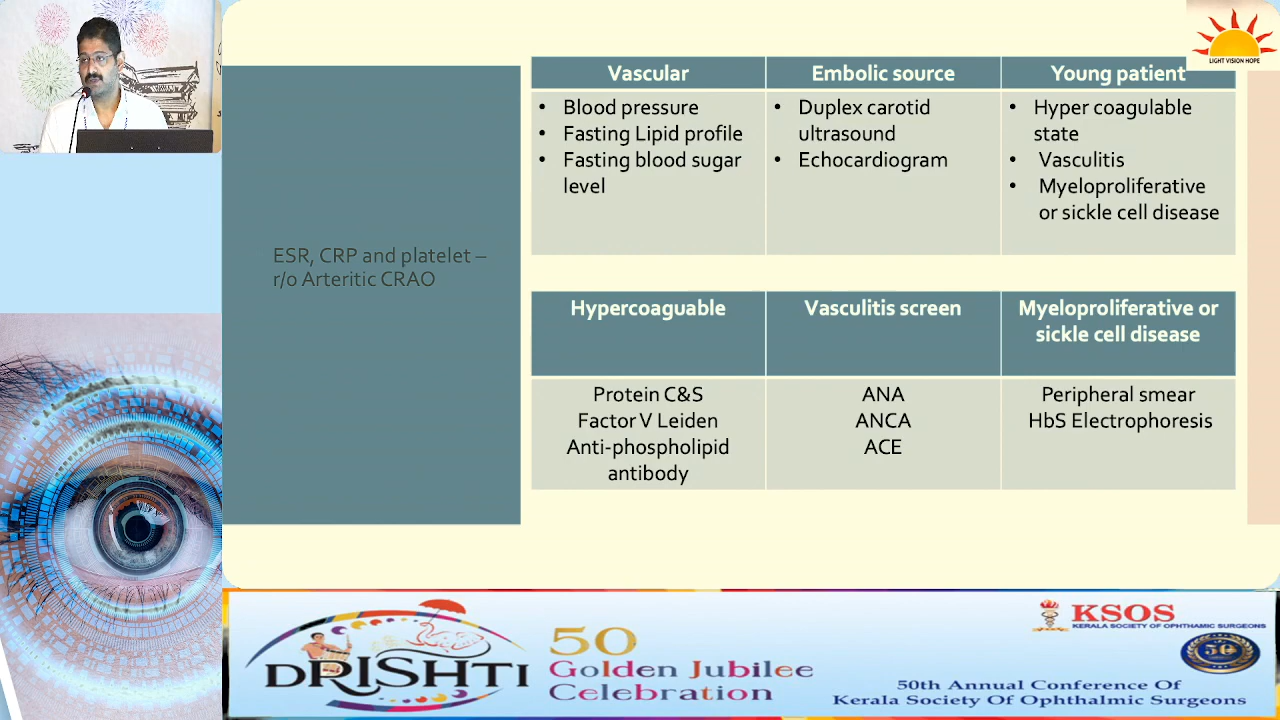 LIGHT VISION HOPE
ESR, CRP and platelet –
r/o Arteritic CRAO
Vascular
• Blood pressure
• Fasting Lipid profile
• Fasting blood sugar
level
Embolic source
• Duplex carotid
ultrasound
• Echocardiogram
Young patient
• Hyper coagulable
state
• Vasculitis
• Myeloproliferative
or sickle cell disease
Hypercoaguable
Protein C&S
Factor V Leiden
Anti-phospholipid
antibody
Vasculitis screen
ANA
ANCA
ACE
Myeloproliferative or
sickle cell disease
Peripheral smear
HbS Electrophoresis
DRISHTI
50
Golden Jubilee
Celebration
KSOS
KERALA SOCIETY OF OPHTHAMIC SURGEONS
50
50th Annual Conference Of
Kerala Society Of Ophthalmic Surgeons